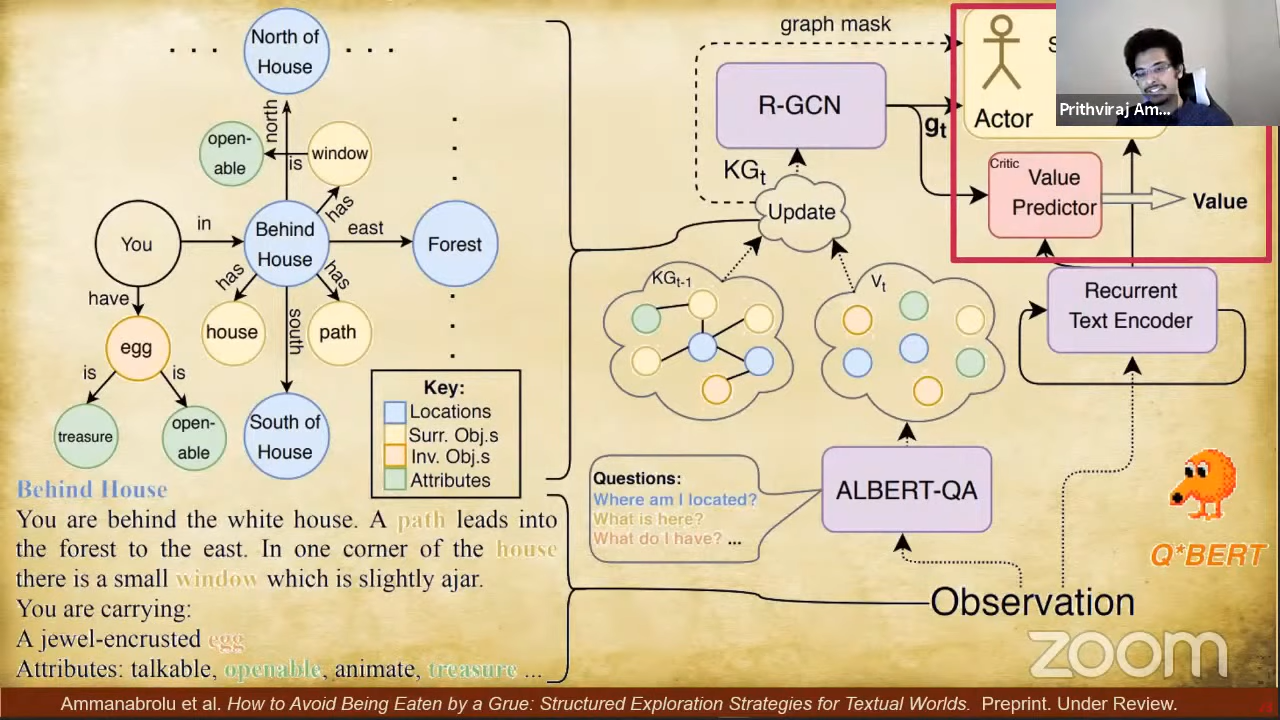 graph mask
North of
House
R-GCN
S
Actor
Prithviraj Am...
north
open-
able
is
window
gt
KGt
Critic
Value
Predictor
Value
has
Update
You
in
Behind
House
east
Forest
has
has
KGt-1
Vt
have
south
house
path
Recurrent
Text Encoder
egg
is
is
Key:
Locations
Surr. Obj.s
Inv. Obj.s
Attributes
treasure
open-
able
South of
House
Questions:
Where am I located?
What is here?
What do I have? ...
ALBERT-QA
Q*BERT
Behind House
You are behind the white house. A path leads into
the forest to the east. In one corner of the house
there is a small window which is slightly ajar.
You are carrying:
A jewel-encrusted egg
Attributes: talkable, openable, animate, treasure ...
Observation
zoom
Ammanabrolu et al. How to Avoid Being Eaten by a Grue: Structured Exploration Strategies for Textual Worlds. Preprint. Under Review.